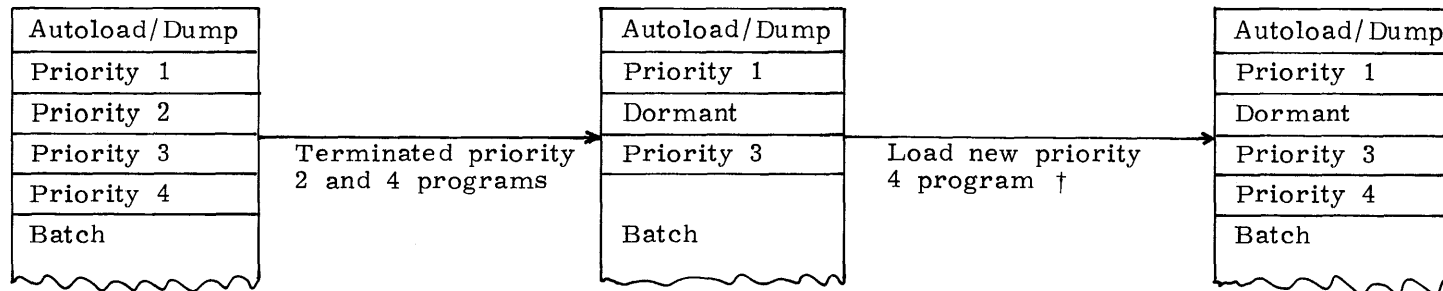 Autoload/Dump
Priority 1
Priority 2
Priority 3
Priority 4
Batch
Terminated priority
2 and 4 programs
Autoload/Dump
Priority 1
Dormant
Priority 3
Batch
Load new priority
4 program †
Autoload/Dump
Priority 1
Dormant
Priority 3
Priority 4
Batch